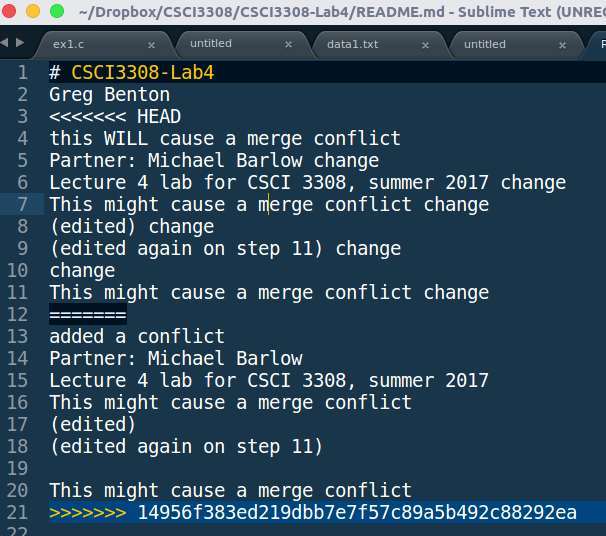 ~/Dropbox/CSCI3308/CSCI3308-Lab4/README.md - Sublime Text (UNREC
ex1.c × untitled × data1.txt × untitled ×
1 # CSCI3308-Lab4
2 Greg Benton
3 <<<<<<< HEAD
4 this WILL cause a merge conflict
5 Partner: Michael Barlow change
6 Lecture 4 lab for CSCI 3308, summer 2017 change
7 This might cause a merge conflict change
8 (edited) change
9 (edited again on step 11) change
10 change
11 This might cause a merge conflict change
12 =======
13 added a conflict
14 Partner: Michael Barlow
15 Lecture 4 lab for CSCI 3308, summer 2017
16 This might cause a merge conflict
17 (edited)
18 (edited again on step 11)
19
20 This might cause a merge conflict
21 >>>>>>> 14956f383ed219dbb7e7f57c89a5b492c88292ea
22